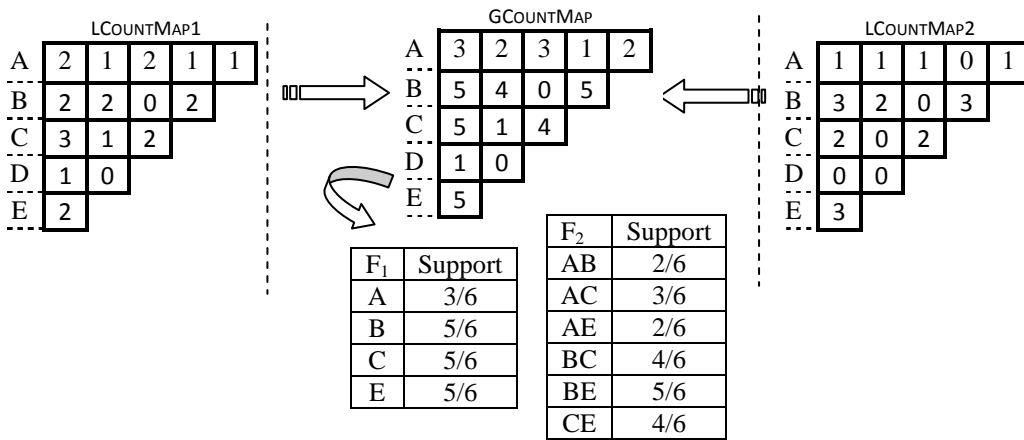 LCOUNTMAP1
A 2 1 2 1 1
B 2 2 0 2
C 3 1 2
D 1 0
E 2
GCOUNTMAP
A 3 2 3 1 2
B 5 4 0 5
C 5 1 4
D 1 0
E 5
LCOUNTMAP2
A 1 1 1 0 1
B 3 2 0 3
C 2 0 2
D 0 0
E 3
F1 Support
A 3/6
B 5/6
C 5/6
E 5/6
F2 Support
AB 2/6
AC 3/6
AE 2/6
BC 4/6
BE 5/6
CE 4/6